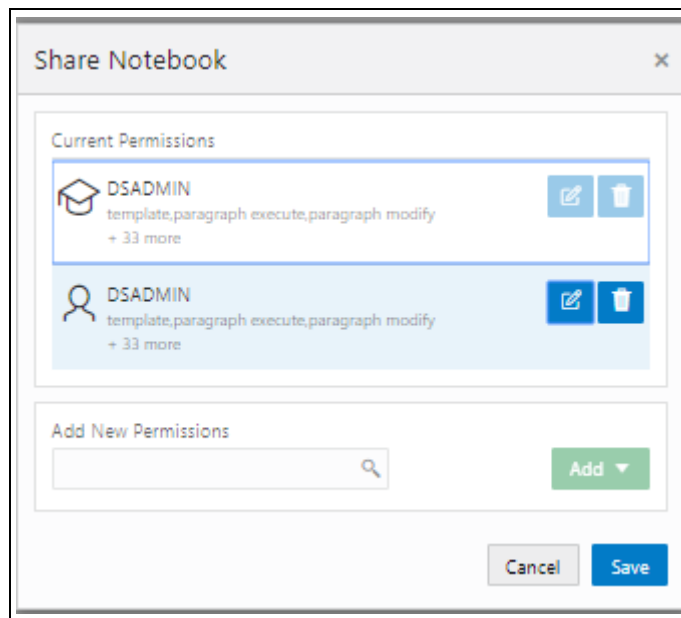 Share Notebook
Current Permissions
DSADMIN
template,paragraph execute,paragraph modify
+ 33 more
DSADMIN
template,paragraph execute,paragraph modify
+ 33 more
Add New Permissions
Add
Cancel
Save